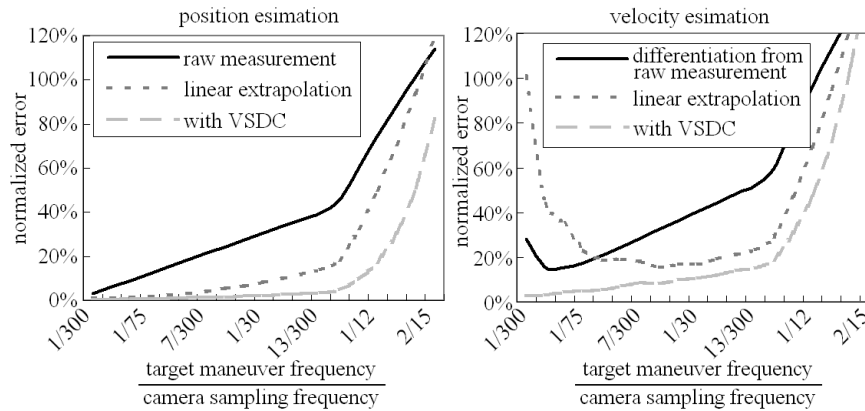 position esimation
normalized error
120%
100%
80%
60%
40%
20%
0%
raw measurement
linear extrapolation
with VSDC
1/300
1/75
7/300
1/30
13/300
1/12
2/15
target maneuver frequency
camera sampling frequency
velocity esimation
normalized error
120%
100%
80%
60%
40%
20%
0%
differentiation from
raw measurement
linear extrapolation
with VSDC
1/300
1/75
7/300
1/30
13/300
1/12
2/15
target maneuver frequency
camera sampling frequency